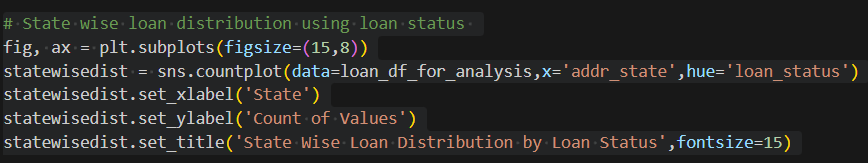 # State wise loan distribution using loan status
fig, ax = plt.subplots(figsize=(15,8))
statewisedist = sns.countplot(data=loan_df_for_analysis,x='addr_state',hue='loan_status')
statewisedist.set_xlabel('State')
statewisedist.set_ylabel('Count of Values')
statewisedist.set_title('State Wise Loan Distribution by Loan Status',fontsize=15)